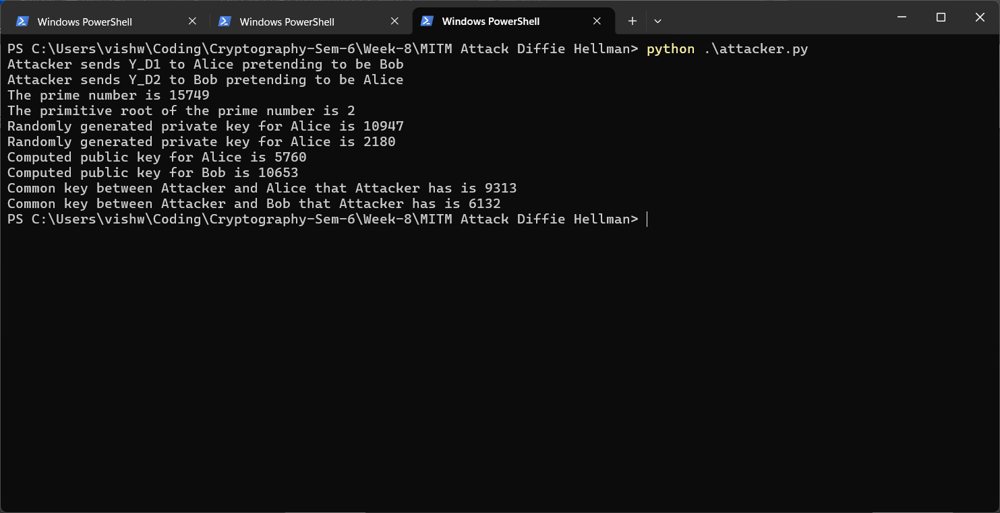 Windows PowerShell Windows PowerShell Windows PowerShell
PS C:\Users\vishw\Coding\Cryptography-Sem-6\Week-8\MITM Attack Diffie Hellman> python .\attacker.py
Attacker sends Y_D1 to Alice pretending to be Bob
Attacker sends Y_D2 to Bob pretending to be Alice
The prime number is 15749
The primitive root of the prime number is 2
Randomly generated private key for Alice is 10947
Randomly generated private key for Alice is 2180
Computed public key for Alice is 5760
Computed public key for Bob is 10653
Common key between Attacker and Alice that Attacker has is 9313
Common key between Attacker and Bob that Attacker has is 6132
PS C:\Users\vishw\Coding\Cryptography-Sem-6\Week-8\MITM Attack Diffie Hellman>